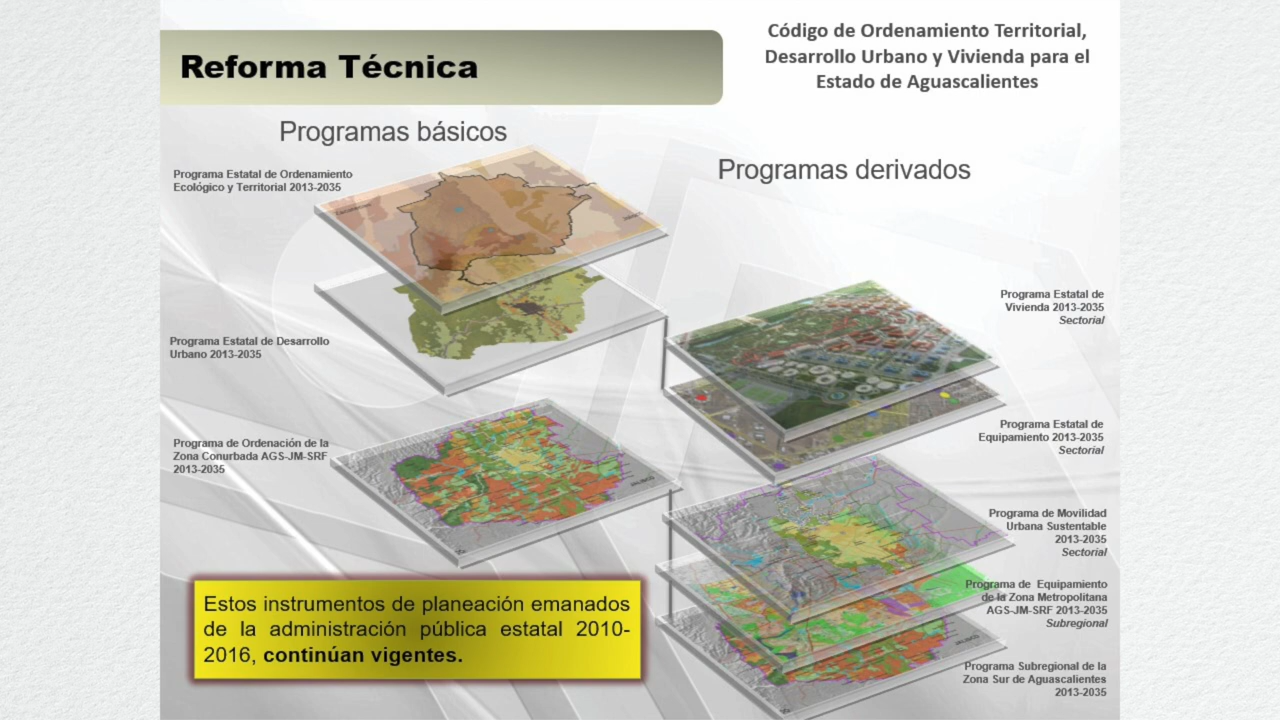 Reforma Técnica
Código de Ordenamiento Territorial,
Desarrollo Urbano y Vivienda para el
Estado de Aguascalientes
Programas básicos
Programas derivados
Programa Estatal de Ordenamiento
Ecológico y Territorial 2013-2035
Programa Estatal de Desarrollo
Urbano 2013-2035
Programa de Ordenación de la
Zona Conurbada AGS-JM-SRF
2013-2035
Programa Estatal de
Vivienda 2013-2035
Sectorial
Programa Estatal de
Equipamiento 2013-2035
Sectorial
Programa de Movilidad
Urbana Sustentable
2013-2035
Sectorial
Programa de Equipamiento
de la Zona Metropolitana
AGS-JM-SRF 2013-2035
Subregional
Programa Subregional de la
Zona Sur de Aguascalientes
2013-2035
Estos instrumentos de planeación emanados
de la administración pública estatal 2010-
2016, continúan vigentes.
JALISCO
JALISCO